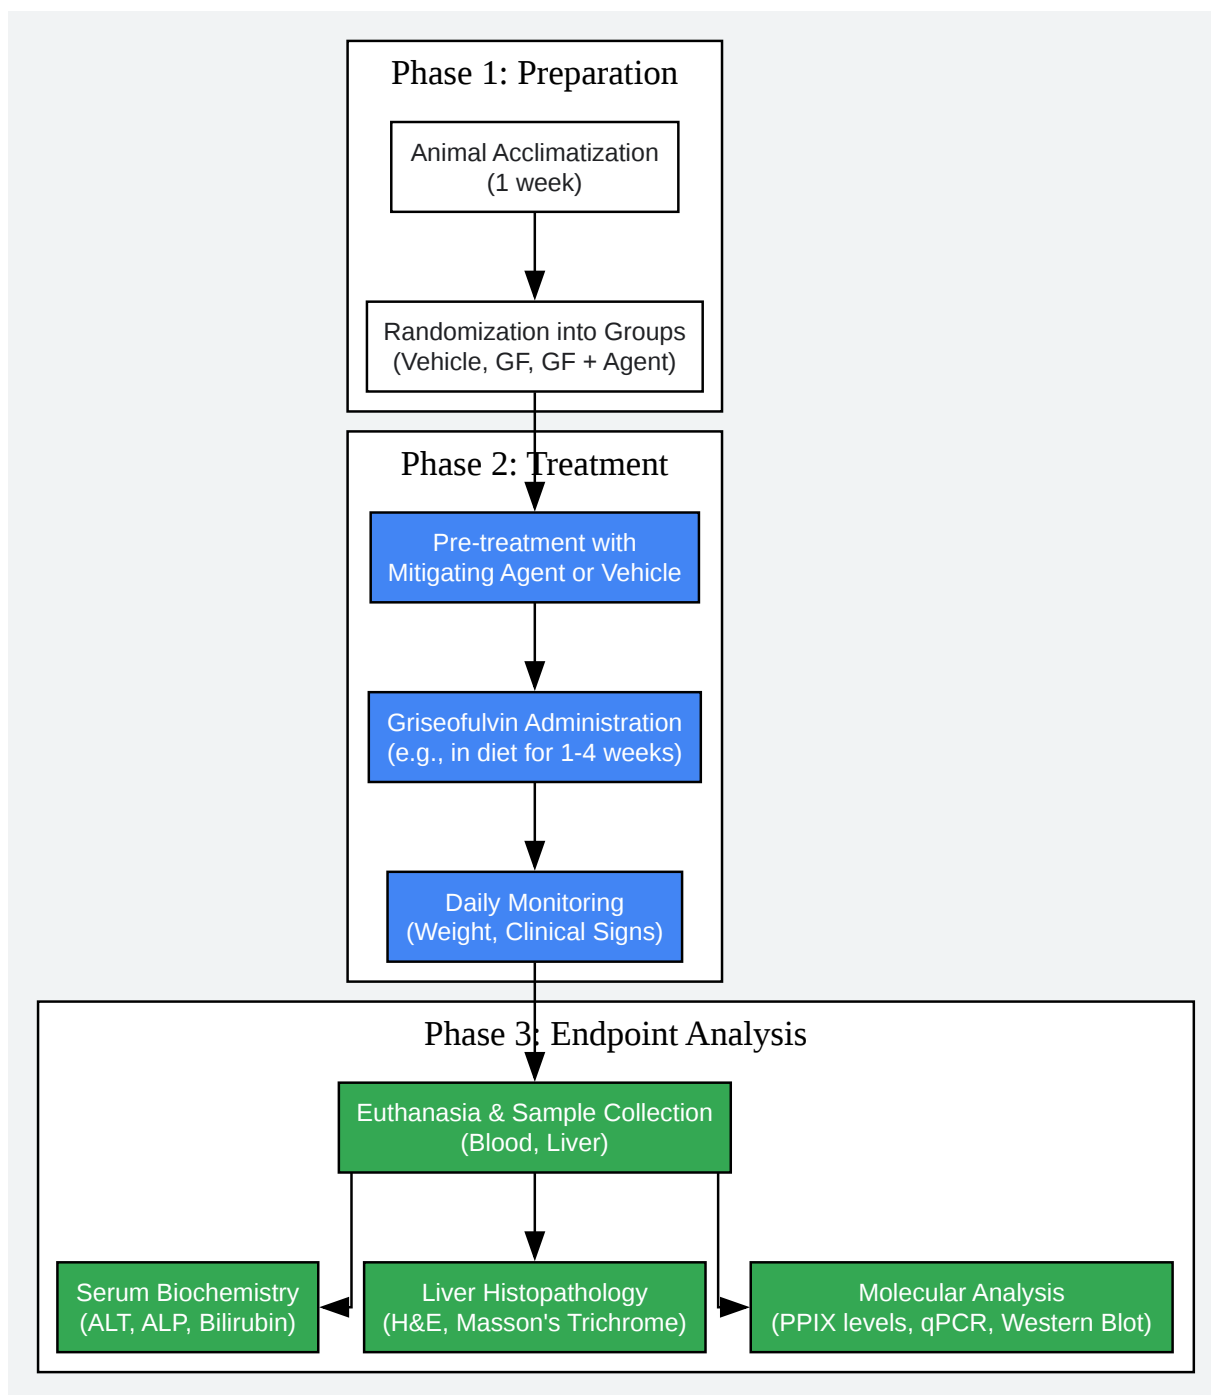 Phase 1: Preparation
Animal Acclimatization
(1 week)
Randomization into Groups
(Vehicle, GF, GF + Agent)
Phase 2: Treatment
Pre-treatment with
Mitigating Agent or Vehicle
Griseofulvin Administration
(e.g., in diet for 1-4 weeks)
Daily Monitoring
(Weight, Clinical Signs)
Phase 3: Endpoint Analysis
Euthanasia & Sample Collection
(Blood, Liver)
Serum Biochemistry
(ALT, ALP, Bilirubin)
Liver Histopathology
(H&E, Masson's Trichrome)
Molecular Analysis
(PPIX levels, qPCR, Western Blot)